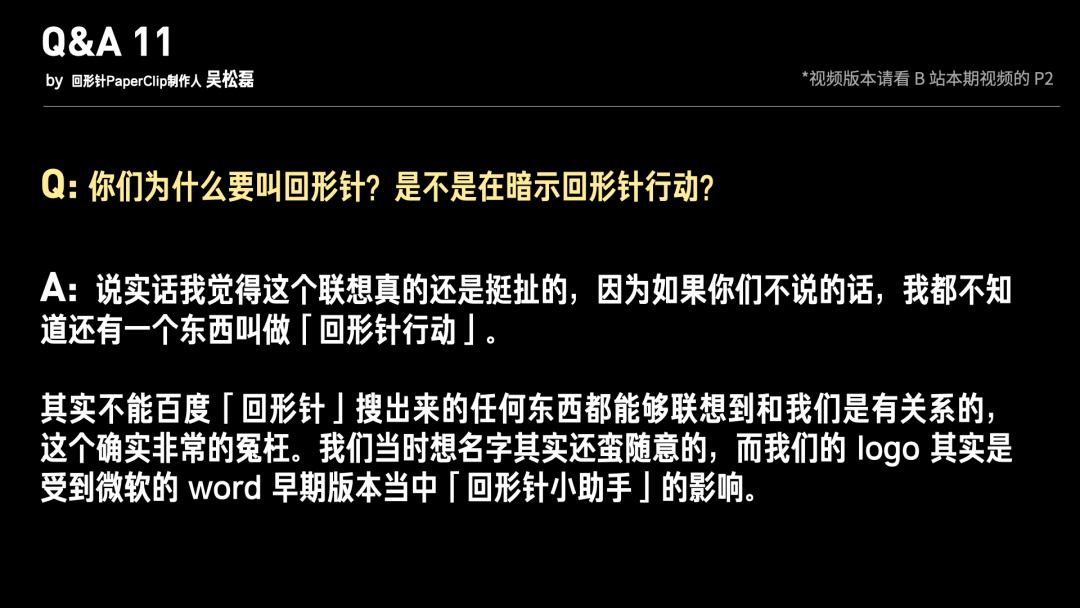 Q&A 11
by 回形针PaperClip制作人 吴松磊
*视频版本请看 B 站本期视频的 P2
Q: 你们为什么要叫回形针？是不是在暗示回形针行动？
A: 说实话我觉得这个联想真的还是挺扯的，因为如果你们不说的话，我都不知
道还有一个东西叫做「回形针行动」。
其实不能百度「回形针」搜出来的任何东西都能够联想到和我们是有关系的，
这个确实非常的冤枉。我们当时想名字其实还蛮随意的，而我们的 logo 其实是
受到微软的 word 早期版本当中「回形针小助手」的影响。